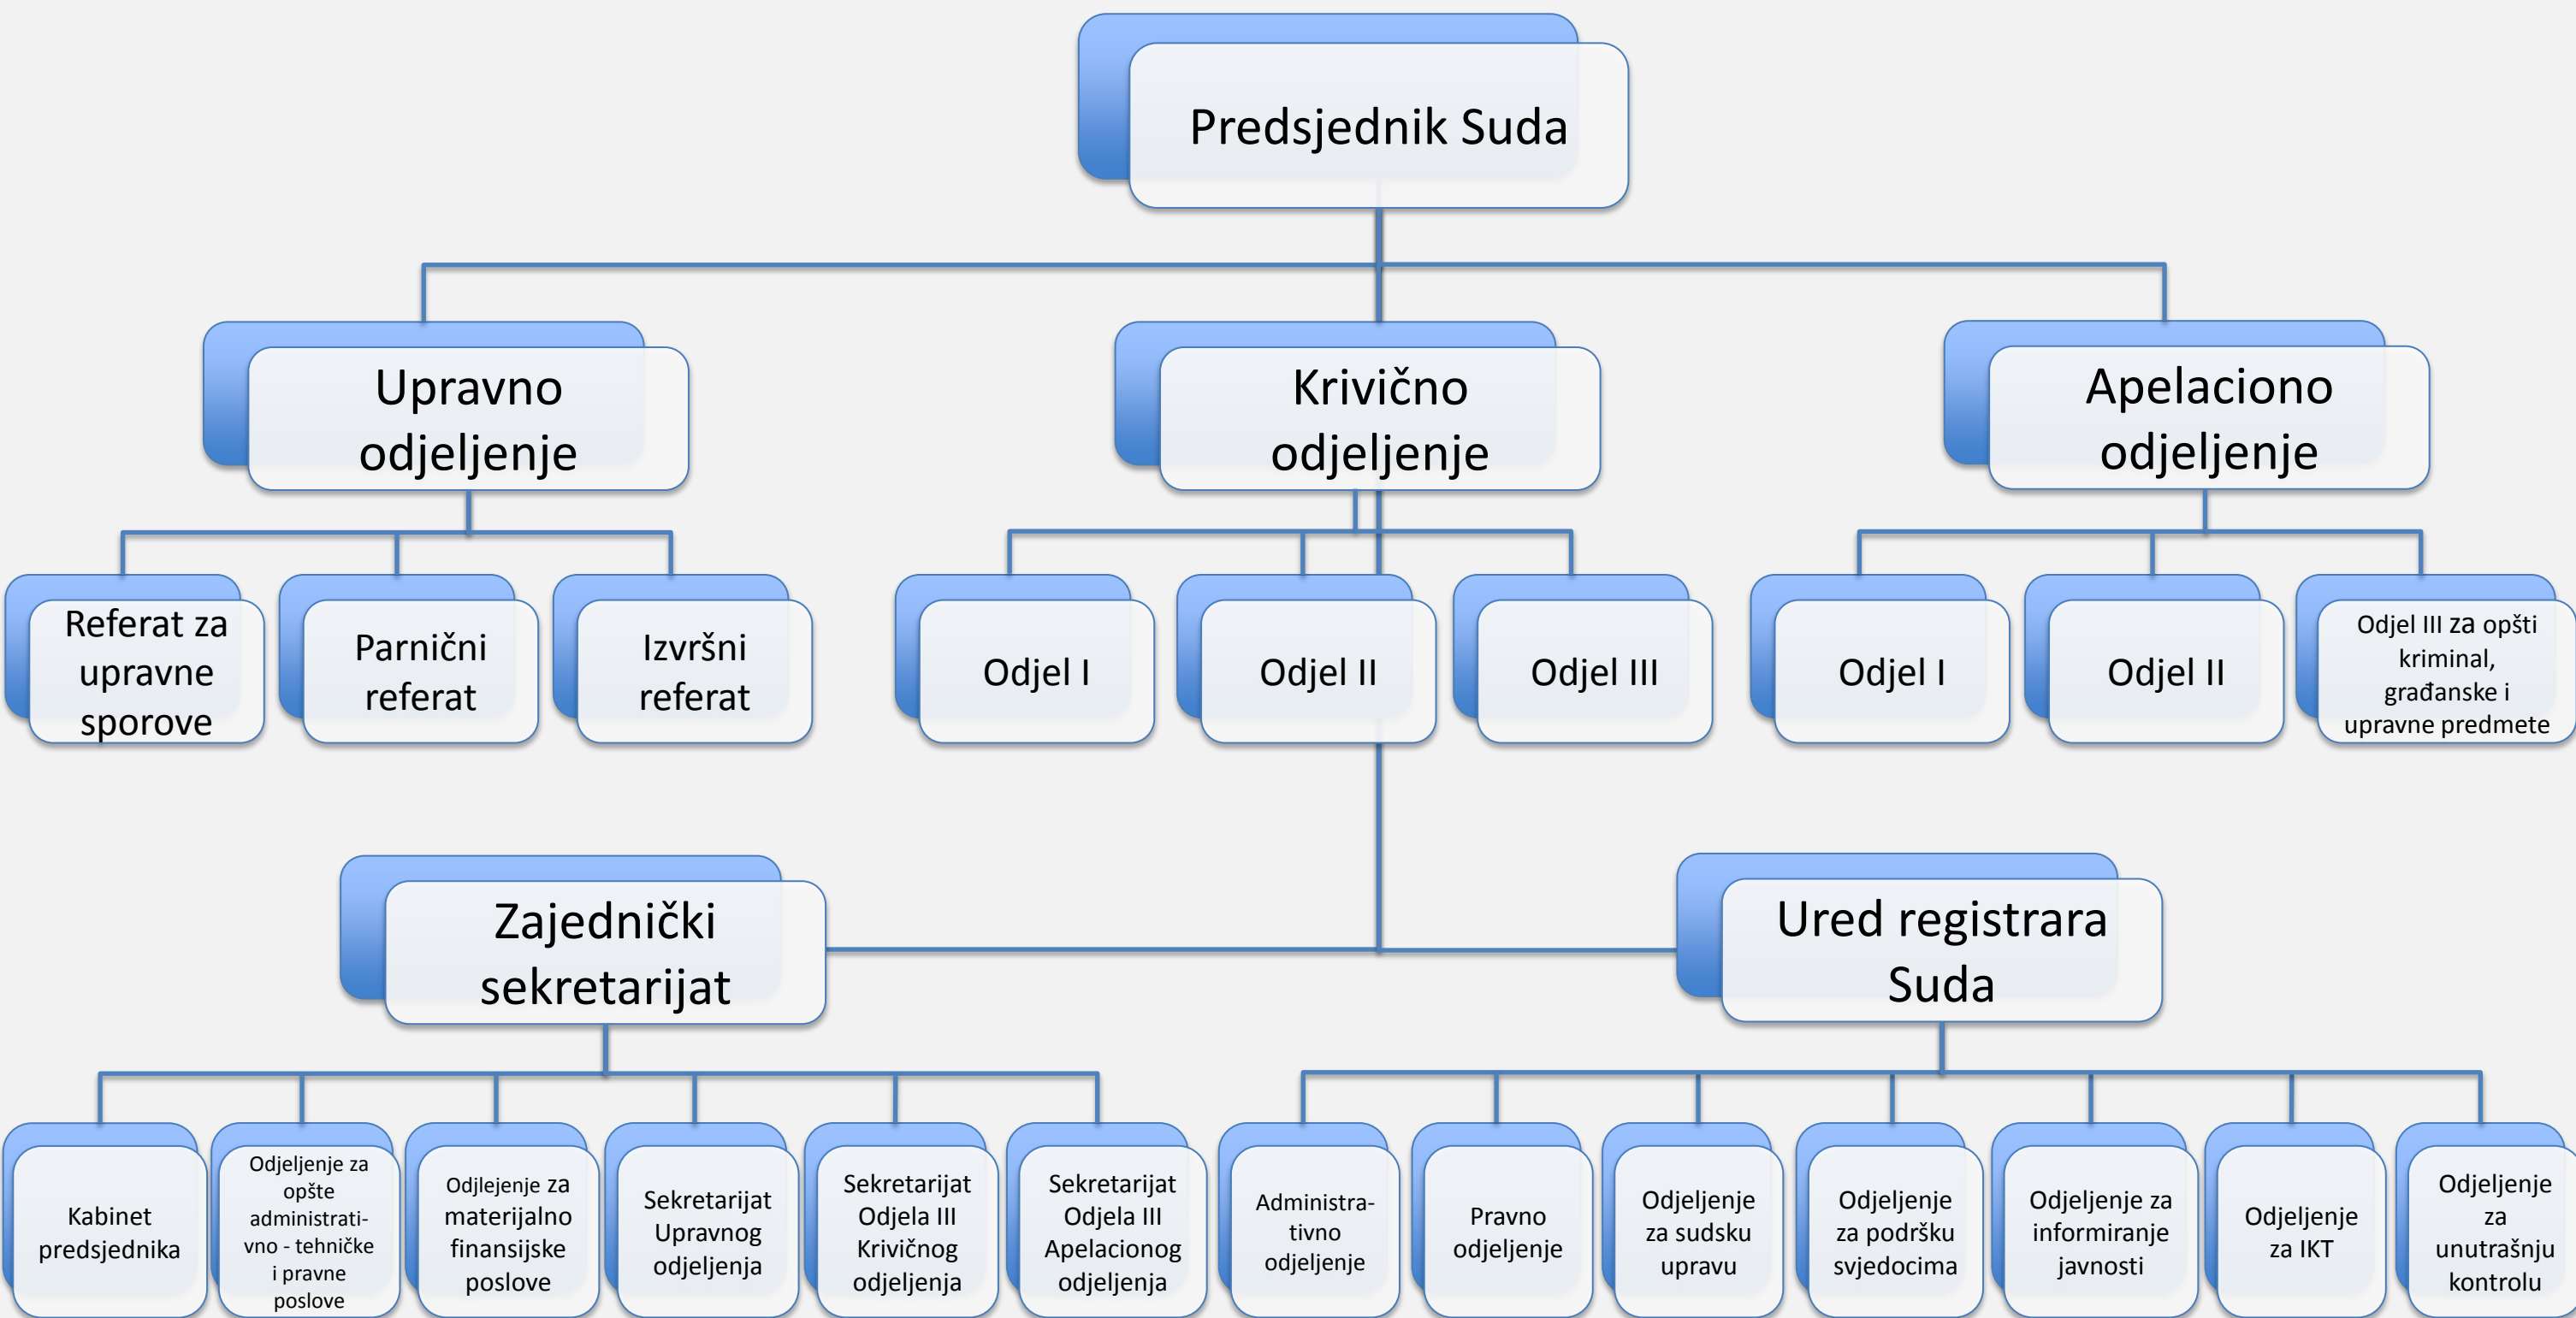 Predsjednik Suda
Upravno
odjeljenje
Krivično
odjeljenje
Apelaciono
odjeljenje
Referat za
upravne
sporove
Parnični
referat
Izvršni
referat
Odjel I
Odjel II
Odjel III
Odjel I
Odjel II
Odjel III za opšti
kriminal,
građanske i
upravne predmete
Zajednički
sekretarijat
Ured registrara
Suda
Kabinet
predsjednika
Odjeljenje za
opšte
administrati-
vno - tehničke
i pravne
poslove
Odjlejenje za
materijalno
finansijske
poslove
Sekretarijat
Upravnog
odjeljenja
Sekretarijat
Odjela III
Krivičnog
odjeljenja
Sekretarijat
Odjela III
Apelacionog
odjeljenja
Administra-
tivno
odjeljenje
Pravno
odjeljenje
Odjeljenje
za sudsku
upravu
Odjeljenje
za podršku
svjedocima
Odjeljenje za
informiranje
javnosti
Odjeljenje
za IKT
Odjeljenje
za
unutrašnju
kontrolu